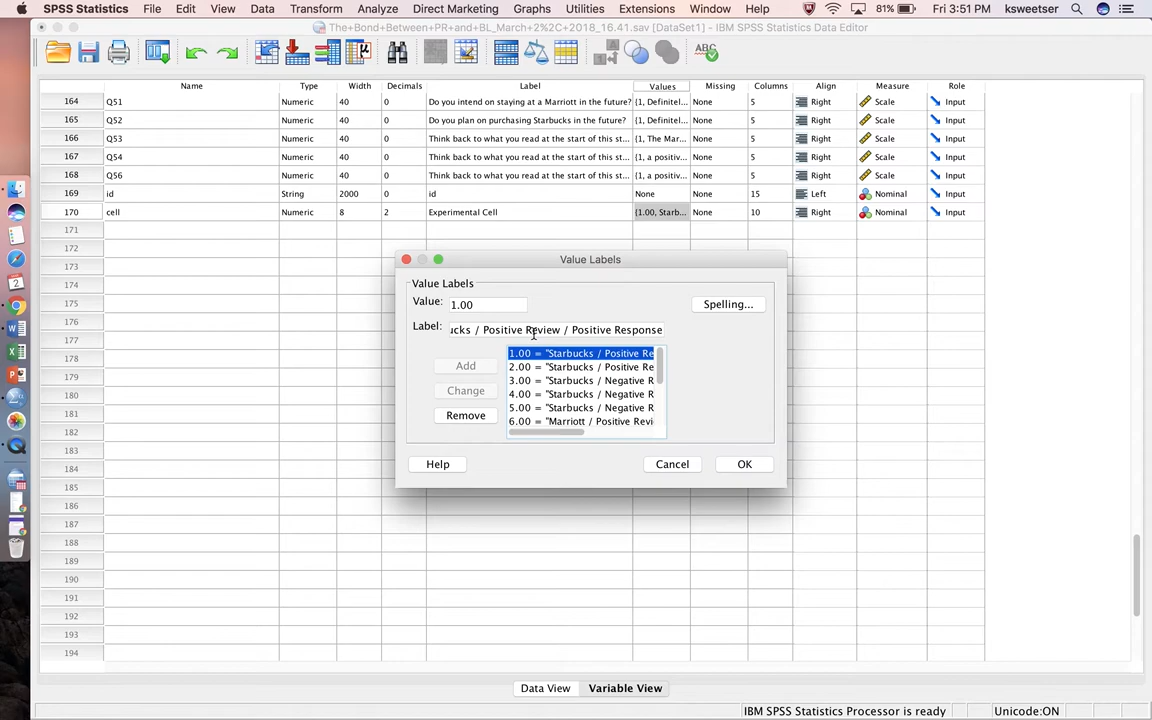 SPSS Statistics File Edit View Data Transform Analyze Direct Marketing Graphs Utilities Extensions Window Help 81% Fri 3:51 PM ksweetser
The+Bond+Between+PR+and+BL_March+2%2C+2018_16.41.sav [DataSet1] - IBM SPSS Statistics Data Editor
Name Type Width Decimals Label Values Missing Columns Align Measure Role
164 Q51 Numeric 40 0 Do you intend on staying at a Marriott in the future? {1, Definitel... None 5 Right Scale Input
165 Q52 Numeric 40 0 Do you plan on purchasing Starbucks in the future? {1, Definitel... None 5 Right Scale Input
166 Q53 Numeric 40 0 Think back to what you read at the start of this st... {1, The Mar... None 5 Right Scale Input
167 Q54 Numeric 40 0 Think back to what you read at the start of this st... {1, a positiv... None 5 Right Scale Input
168 Q56 Numeric 40 0 Think back to what you read at the start of this st... {1, a positiv... None 5 Right Scale Input
169 id String 2000 0 id None None 15 Left Nominal Input
170 cell Numeric 8 2 Experimental Cell {1.00, Starb... None 10 Right Nominal Input
171
172
173
174
175
176
177
178
179
180
181
182
183
184
185
186
187
188
189
190
191
192
193
194
Value Labels
Value Labels
Value: 1.00 Spelling...
Label: ucks / Positive Review / Positive Response
Add
Change
Remove
1.00 = "Starbucks / Positive Re
2.00 = "Starbucks / Positive Re
3.00 = "Starbucks / Negative R
4.00 = "Starbucks / Negative R
5.00 = "Starbucks / Negative R
6.00 = "Marriott / Positive Revi
Help Cancel OK
Data View Variable View
IBM SPSS Statistics Processor is ready Unicode:ON